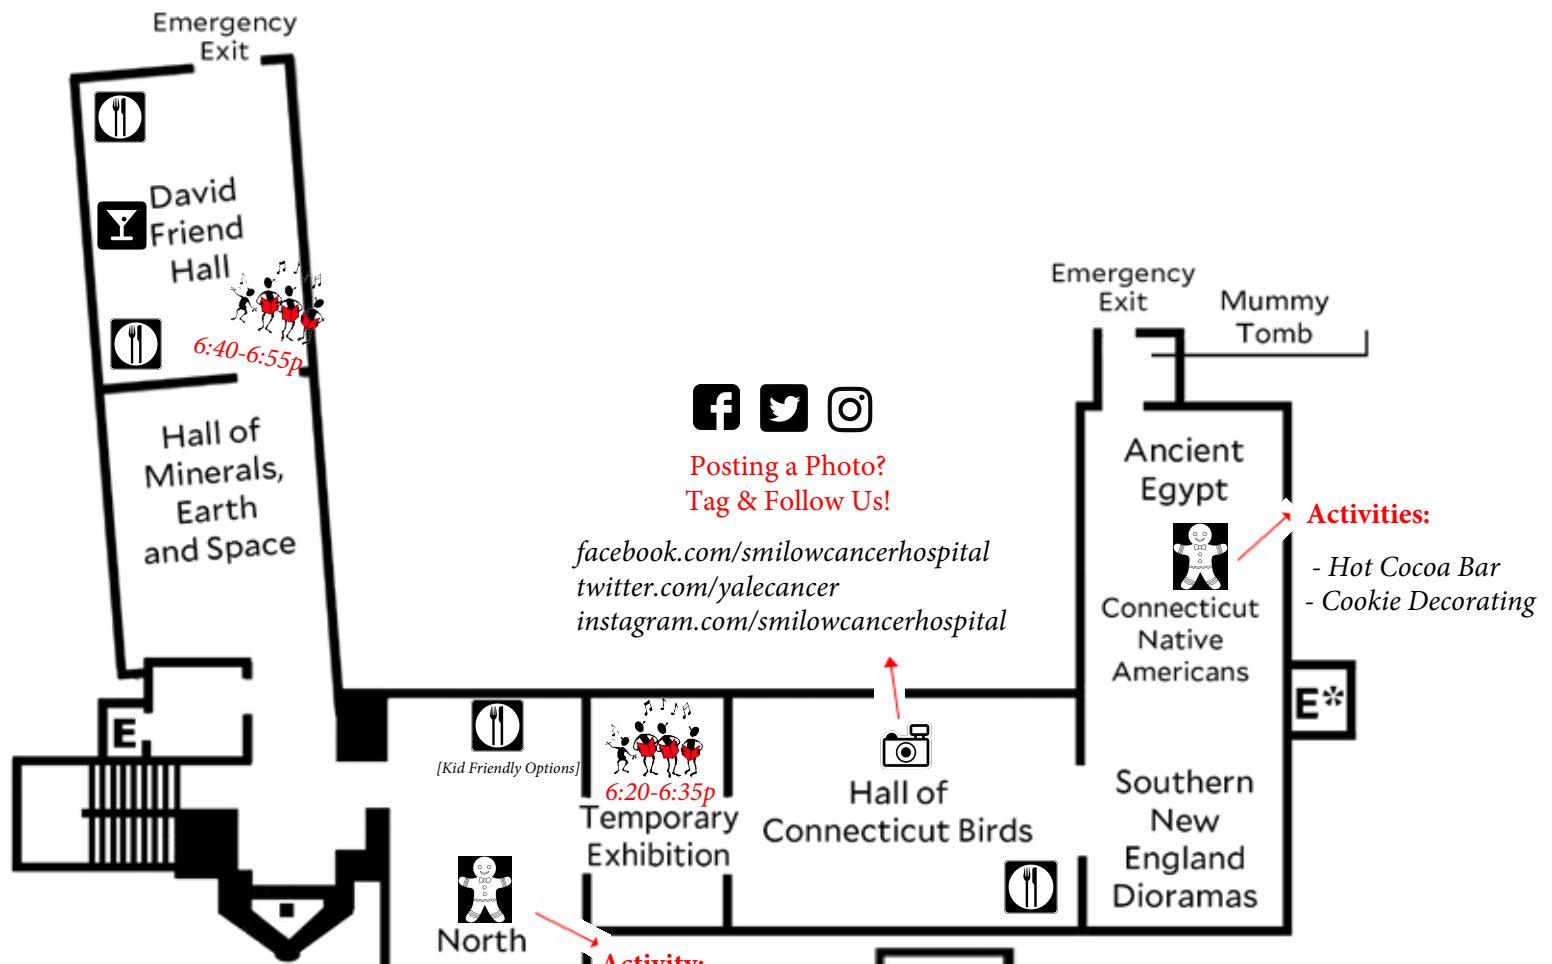 Emergency
Exit
David
Friend
Hall
6:40-6:55p
Hall of
Minerals,
Earth
and Space
E
Posting a Photo?
Tag & Follow Us!
facebook.com/smilowcancerhospital
twitter.com/yalecancer
instagram.com/smilowcancerhospital
Emergency
Exit
Mummy
Tomb
Ancient
Egypt
Activities:
- Hot Cocoa Bar
- Cookie Decorating
Connecticut
Native
Americans
E*
Southern
New
England
Dioramas
[Kid Friendly Options]
6:20-6:35p
Temporary
Exhibition
Hall of
Connecticut Birds
North
Activity: